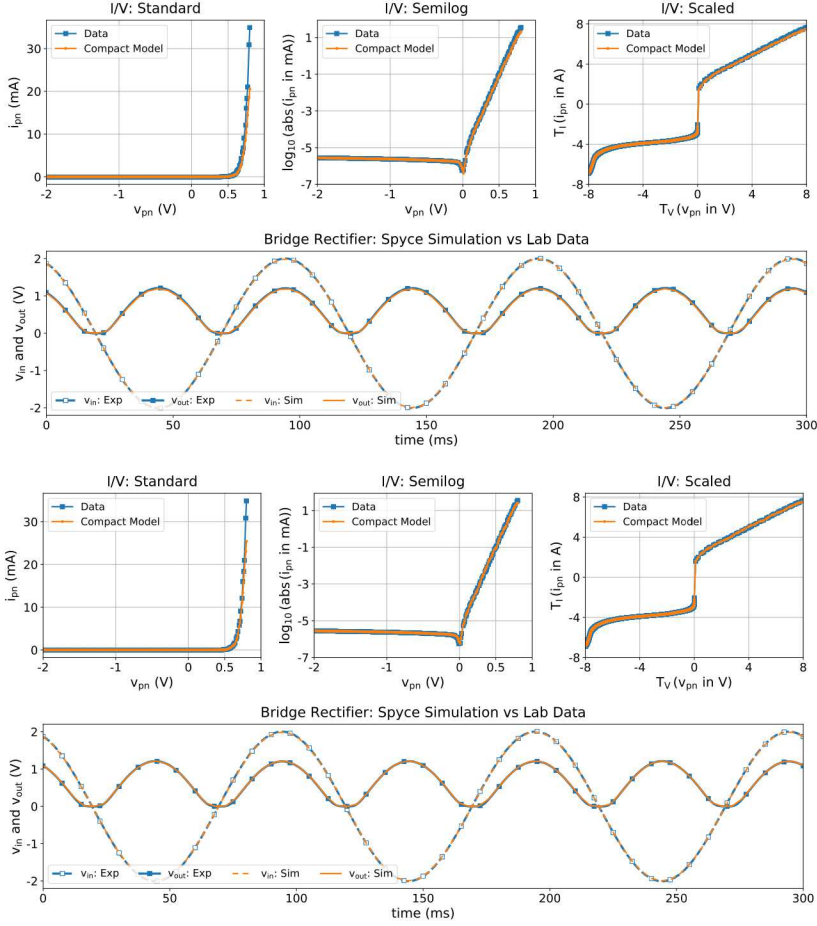 I/V: Standard
I/V: Semilog
I/V: Scaled
Data
Compact Model
Data
Compact Model
Data
Compact Model
i_pn (mA)
30
20
10
0
-2
-1
0
0.5
1
v_pn (V)
log_10(abs (i_pn in mA))
1
-1
-3
-5
-7
-2
-1
0
1
v_pn (V)
T_I (i_pn in A)
8
4
0
-4
-8
-8
-4
0
4
8
T_V (v_pn in V)
Bridge Rectifier: Spyce Simulation vs Lab Data
v_in and v_out (V)
2
1
0
-1
-2
v_in: Exp
v_out: Exp
v_in: Sim
v_out: Sim
0
50
100
150
200
250
300
time (ms)
I/V: Standard
I/V: Semilog
I/V: Scaled
Data
Compact Model
Data
Compact Model
Data
Compact Model
i_pn (mA)
30
20
10
0
-2
-1
0
0.5
1
v_pn (V)
log_10(abs (i_pn in mA))
1
-1
-3
-5
-7
-2
-1
0
1
v_pn (V)
T_I (i_pn in A)
8
4
0
-4
-8
-8
-4
0
4
8
T_V (v_pn in V)
Bridge Rectifier: Spyce Simulation vs Lab Data
v_in and v_out (V)
2
1
0
-1
-2
v_in: Exp
v_out: Exp
v_in: Sim
v_out: Sim
0
50
100
150
200
250
300
time (ms)